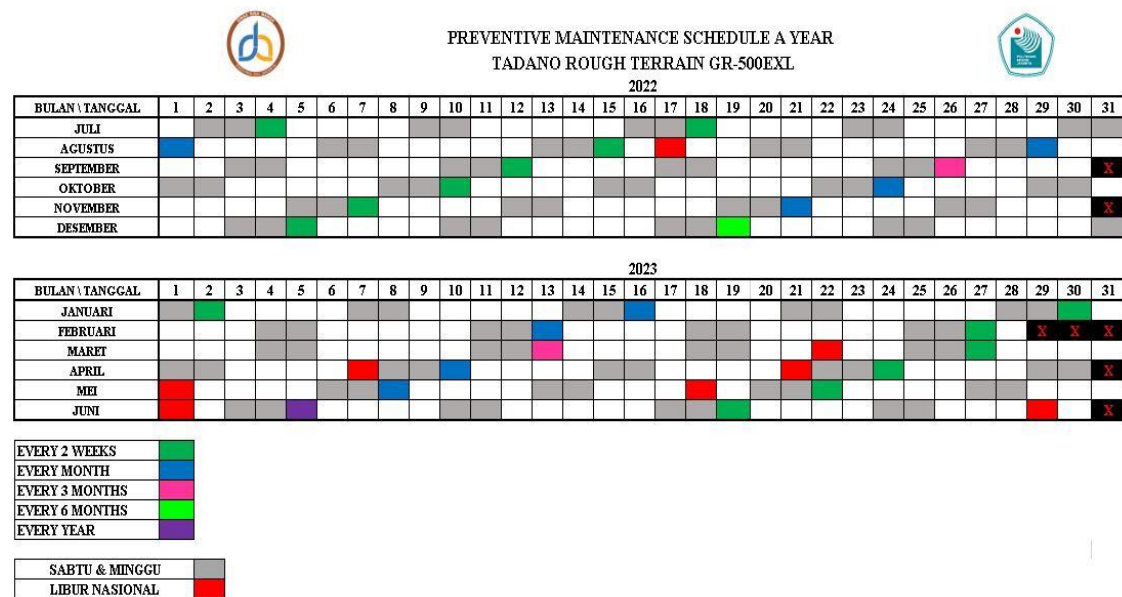 PREVENTIVE MAINTENANCE SCHEDULE A YEAR
TADANO ROUGH TERRAIN GR-500EXL
2022
BULAN \ TANGGAL 1 2 3 4 5 6 7 8 9 10 11 12 13 14 15 16 17 18 19 20 21 22 23 24 25 26 27 28 29 30 31
JULI
AGUSTUS
SEPTEMBER X
OKTOBER
NOVEMBER X
DESEMBER
2023
BULAN \ TANGGAL 1 2 3 4 5 6 7 8 9 10 11 12 13 14 15 16 17 18 19 20 21 22 23 24 25 26 27 28 29 30 31
JANUARI
FEBRUARI X X X
MARET
APRIL X
MEI
JUNI X
EVERY 2 WEEKS
EVERY MONTH
EVERY 3 MONTHS
EVERY 6 MONTHS
EVERY YEAR
SABTU & MINGGU
LIBUR NASIONAL